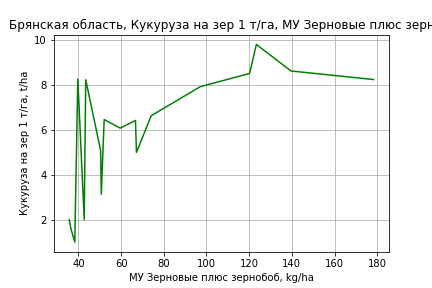 Брянская область, Кукуруза на зер 1 т/га, МУ Зерновые плюс зерн
10
8
6
4
2
Кукуруза на зер 1 т/га, t/ha
40 60 80 100 120 140 160 180
МУ Зерновые плюс зернобоб, kg/ha